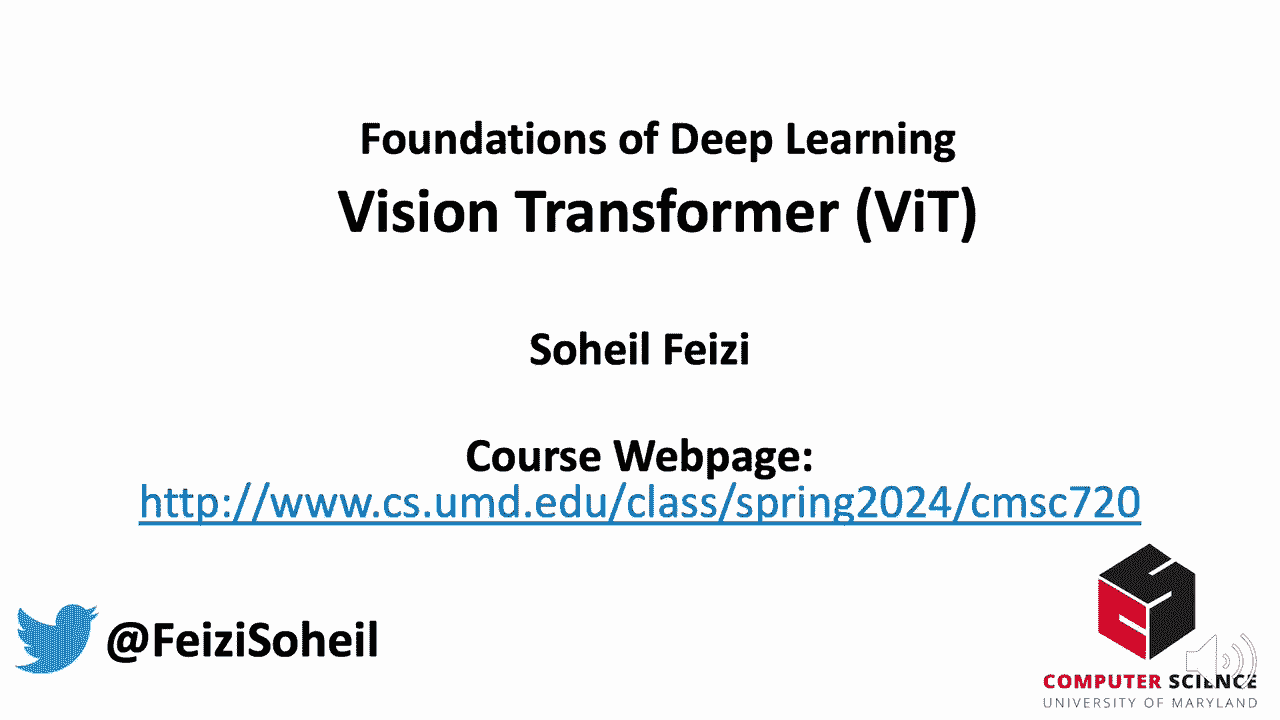 Foundations of Deep Learning
Vision Transformer (ViT)
Soheil Feizi
Course Webpage:
http://www.cs.umd.edu/class/spring2024/cmsc720
@FeiziSoheil
COMPUTER SCIENCE
UNIVERSITY OF MARYLAND